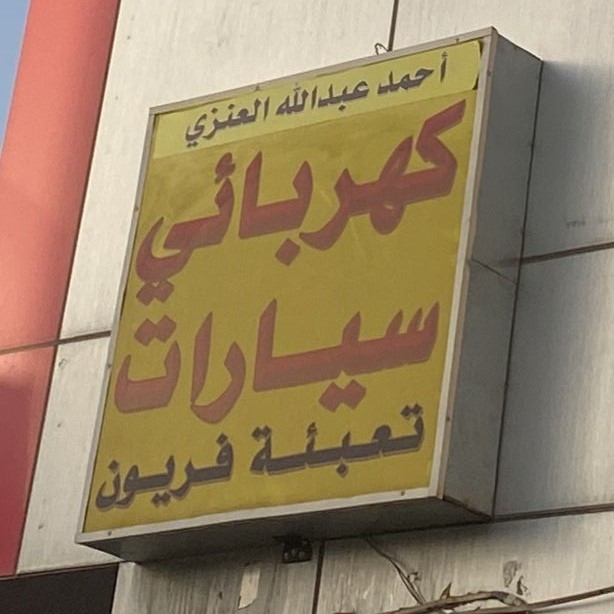 أحمد عبدالله العنزي
كهربائي
سيارات
تعبئة فريون